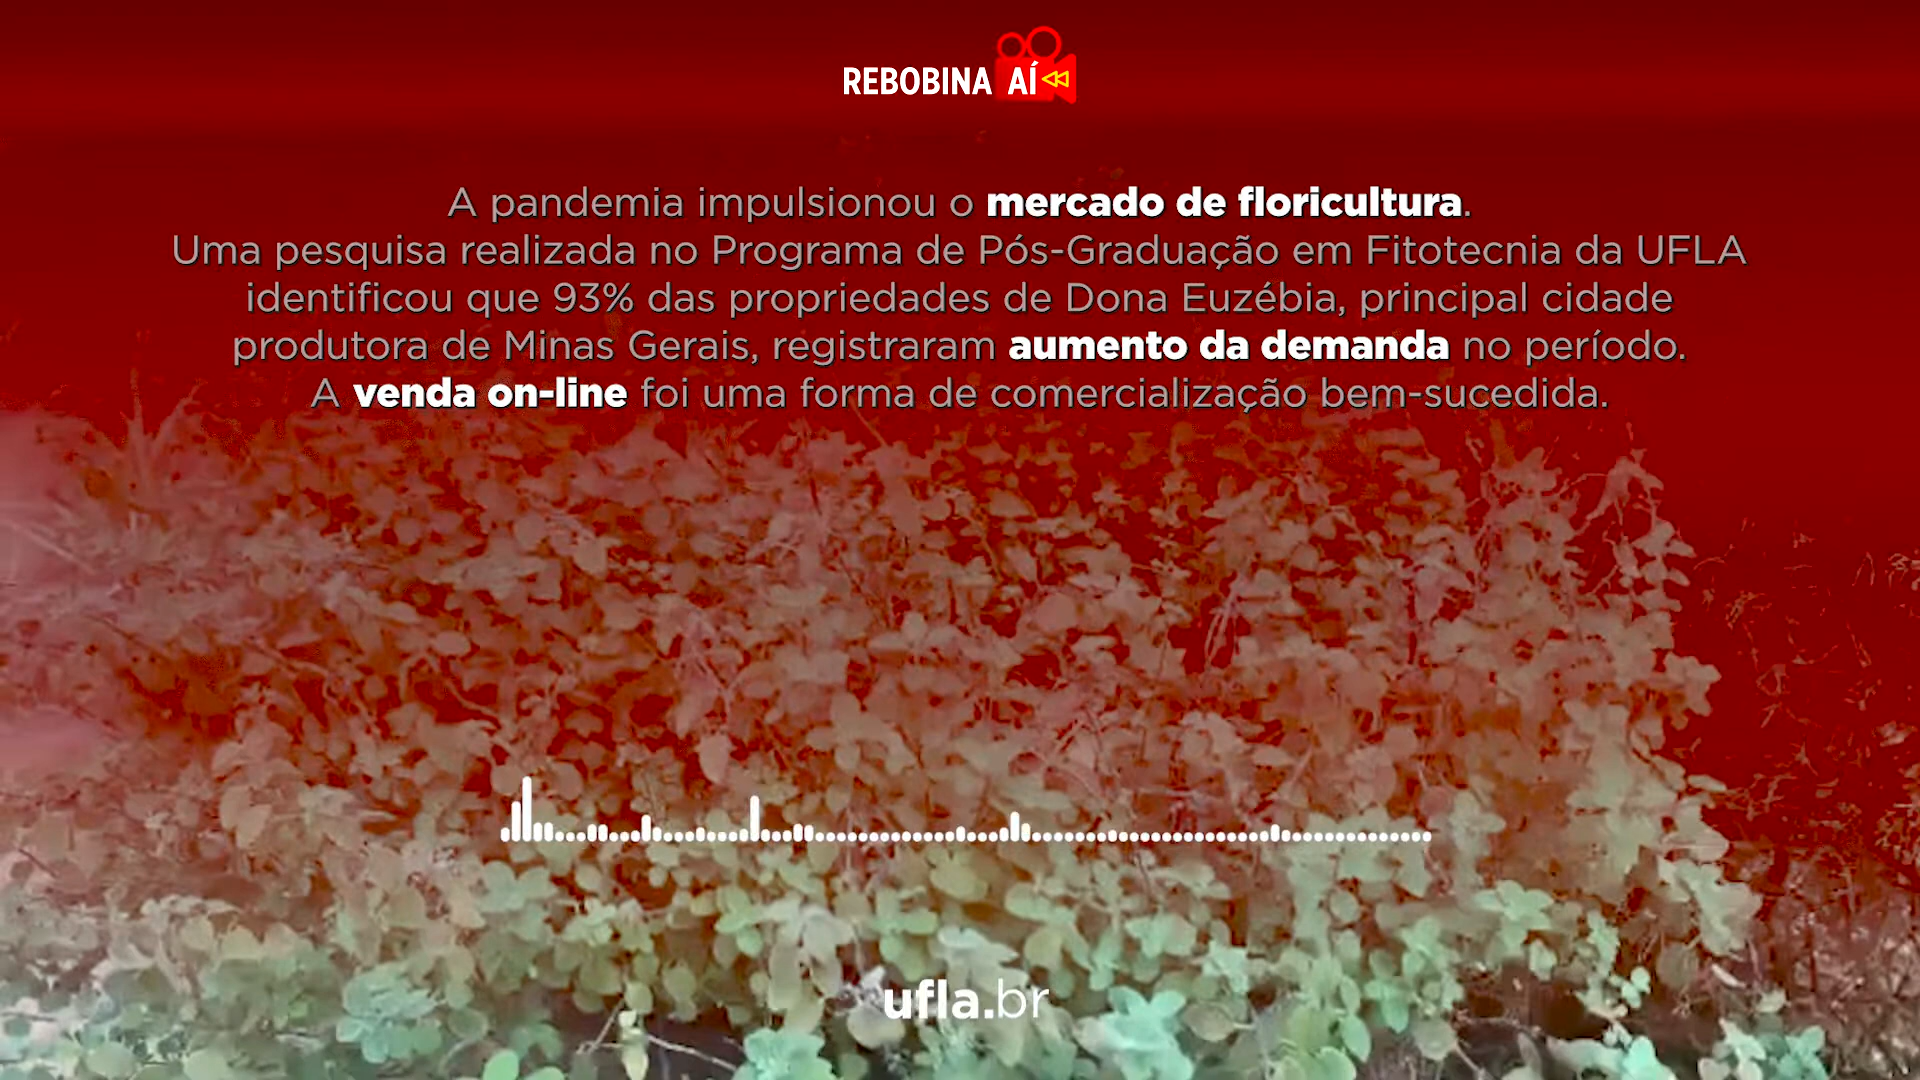 REBOBINA AÍ
A pandemia impulsionou o mercado de floricultura.
Uma pesquisa realizada no Programa de Pós-Graduação em Fitotecnia da UFLA
identificou que 93% das propriedades de Dona Euzébia, principal cidade
produtora de Minas Gerais, registraram aumento da demanda no período.
A venda on-line foi uma forma de comercialização bem-sucedida.
ufla.br